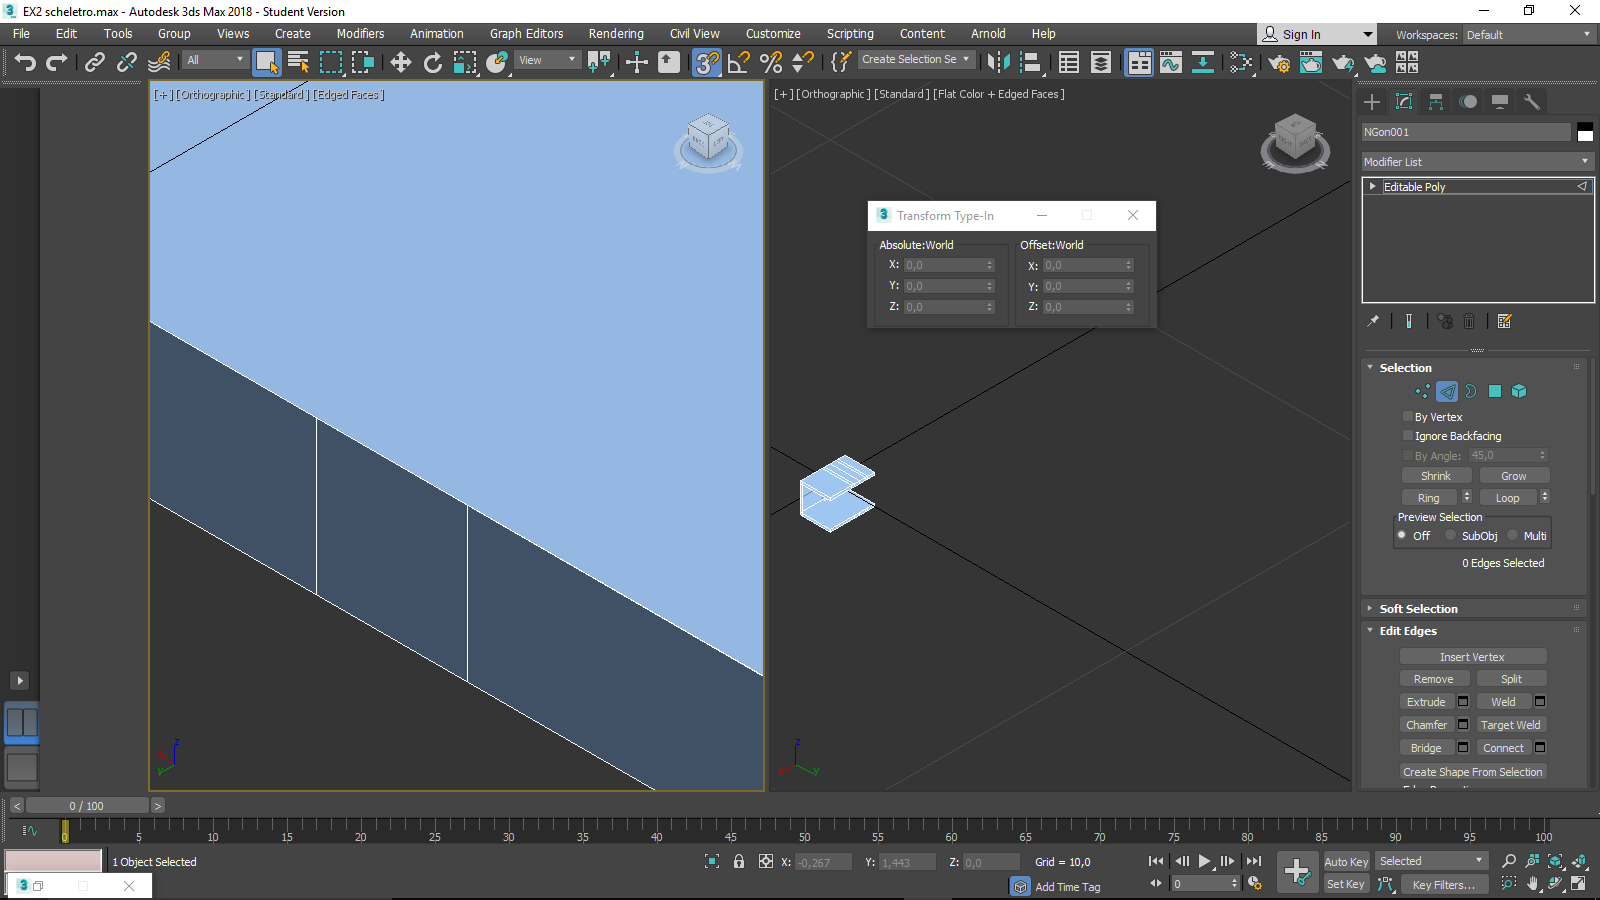 EX2 scheletro.max - Autodesk 3ds Max 2018 - Student Version
File Edit Tools Group Views Create Modifiers Animation Graph Editors Rendering Civil View Customize Scripting Content Arnold Help Sign In Workspaces: Default
All View 3 Create Selection Se
[+] [Orthographic] [Standard] [Edged Faces]
[+] [Orthographic] [Standard] [Flat Color + Edged Faces]
NGon001
Modifier List
Editable Poly
3 Transform Type-In
Absolute:World Offset:World
X: 0,0 X: 0,0
Y: 0,0 Y: 0,0
Z: 0,0 Z: 0,0
Selection
By Vertex
Ignore Backfacing
By Angle: 45,0
Shrink Grow
Ring Loop
Preview Selection
Off SubObj Multi
0 Edges Selected
Soft Selection
Edit Edges
Insert Vertex
Remove Split
Extrude Weld
Chamfer Target Weld
Bridge Connect
Create Shape From Selection
z x y
z x y
< 0 / 100 >
0 5 10 15 20 25 30 35 40 45 50 55 60 65 70 75 80 85 90 95 100
1 Object Selected X: -0,267 Y: 1,443 Z: 0,0 Grid = 10,0 Auto Key Selected
Add Time Tag 0 Set Key Key Filters...
3